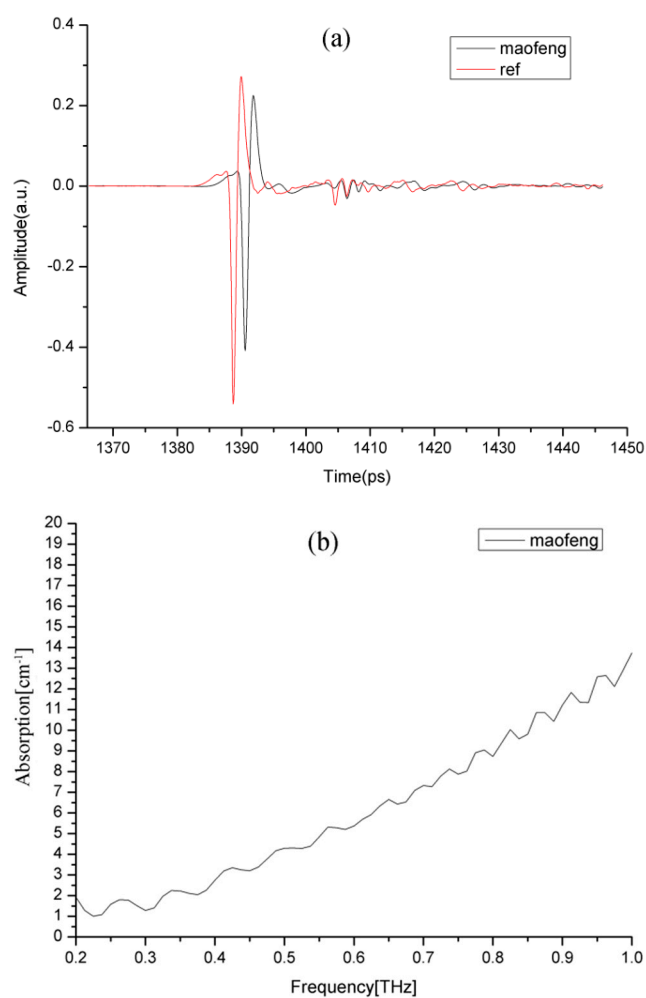 (a)
maofeng
ref
0.4
0.2
0.0
-0.2
-0.4
-0.6
Amplitude(a.u.)
1370 1380 1390 1400 1410 1420 1430 1440 1450
Time(ps)
(b)
maofeng
20
19
18
17
16
15
14
13
12
11
10
9
8
7
6
5
4
3
2
1
0
Absorption[cm⁻¹]
0.2 0.3 0.4 0.5 0.6 0.7 0.8 0.9 1.0
Frequency[THz]